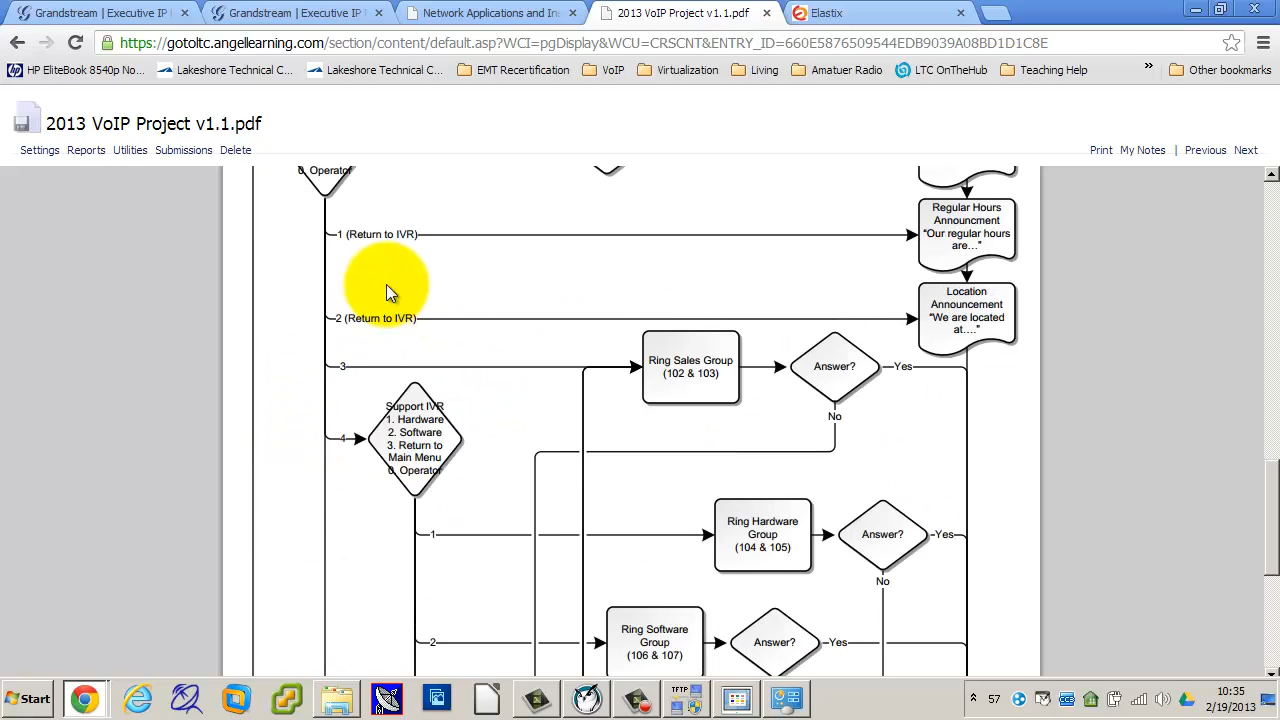 Grandstream | Executive IP
Grandstream | Executive IP
Network Applications and In
2013 VoIP Project v1.1.pdf
Elastix
https://gotoltc.angellearning.com/section/content/default.asp?WCI=pgDisplay&WCU=CRSCNT&ENTRY_ID=660E5876509544EDB9039A08BD1D1C8E
HP EliteBook 8540p No...
Lakeshore Technical C...
Lakeshore Technical C...
EMT Recertification
VoIP
Virtualization
Living
Amatuer Radio
LTC OnTheHub
Teaching Help
»
Other bookmarks
2013 VoIP Project v1.1.pdf
Settings Reports Utilities Submissions Delete
Print My Notes | Previous Next
0. Operator
1 (Return to IVR)
Regular Hours
Announcment
“Our regular hours
are...”
2 (Return to IVR)
Location
Announcement
“We are located
at....”
3
Ring Sales Group
(102 & 103)
Answer?
Yes
No
4
Support IVR
1. Hardware
2. Software
3. Return to
Main Menu
0. Operator
1
Ring Hardware
Group
(104 & 105)
Answer?
Yes
No
2
Ring Software
Group
(106 & 107)
Answer?
Yes
Start
TFTP
57
10:35
2/19/2013